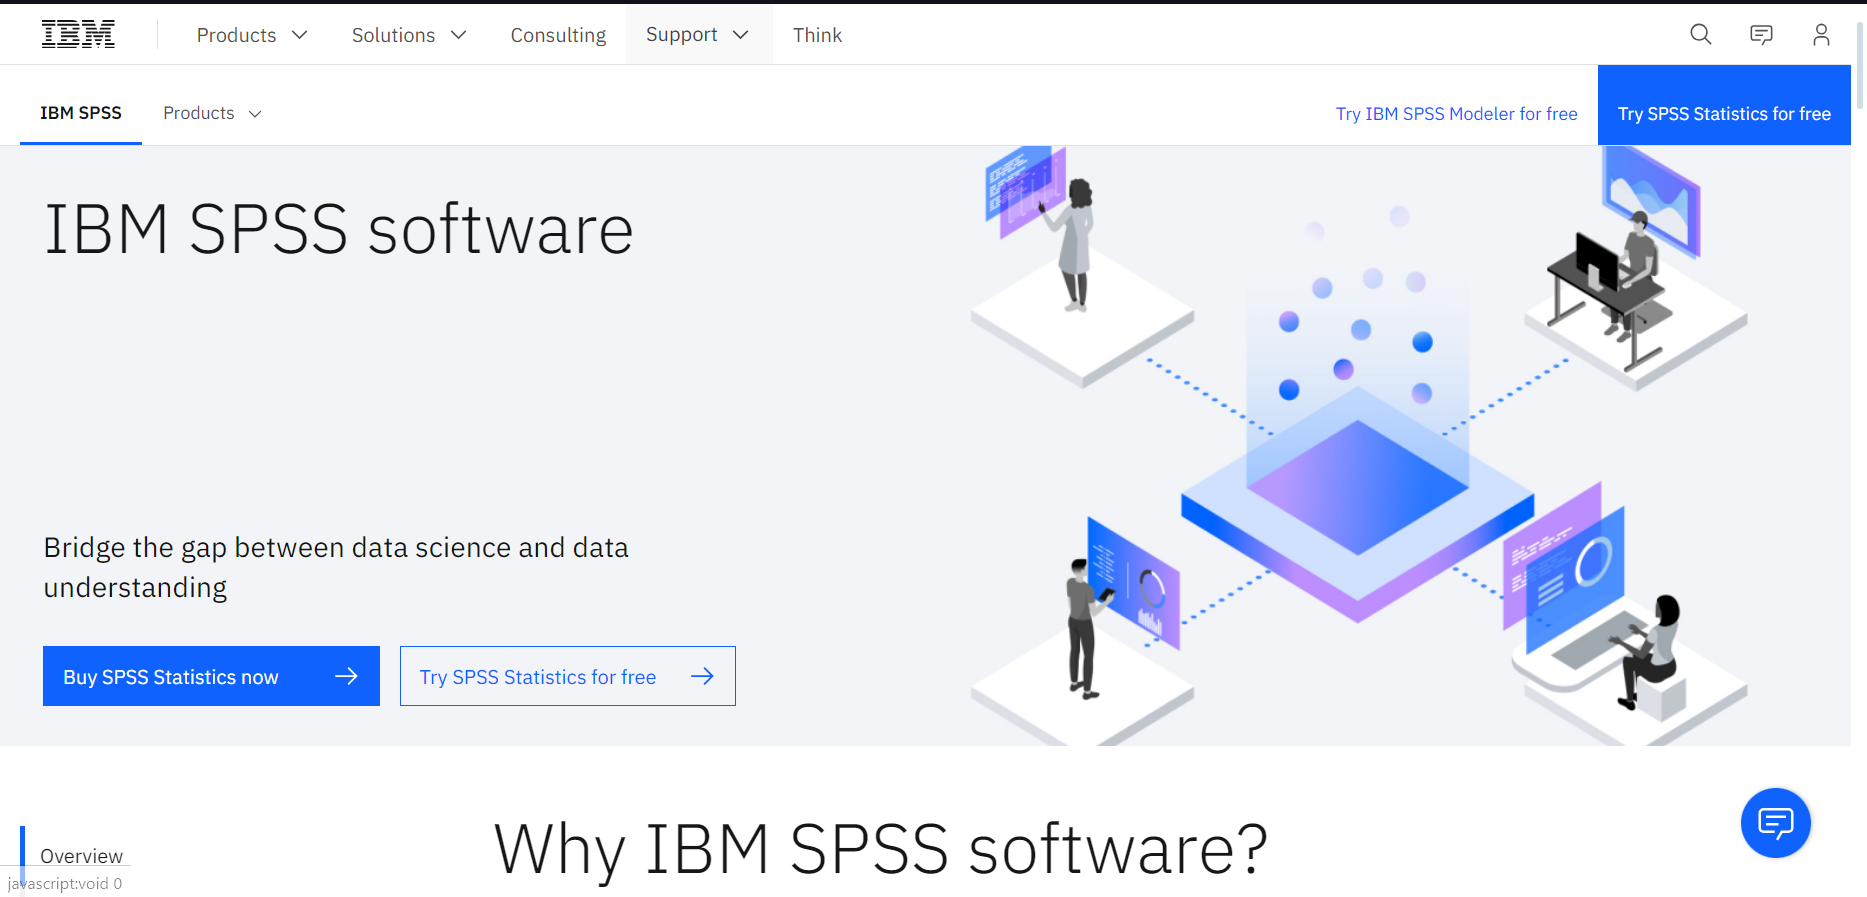 IBM Products Solutions Consulting Support Think
IBM SPSS Products Try IBM SPSS Modeler for free Try SPSS Statistics for free
IBM SPSS software
Bridge the gap between data science and data
understanding
Buy SPSS Statistics now Try SPSS Statistics for free
Why IBM SPSS software?
Overview
javascript:void 0